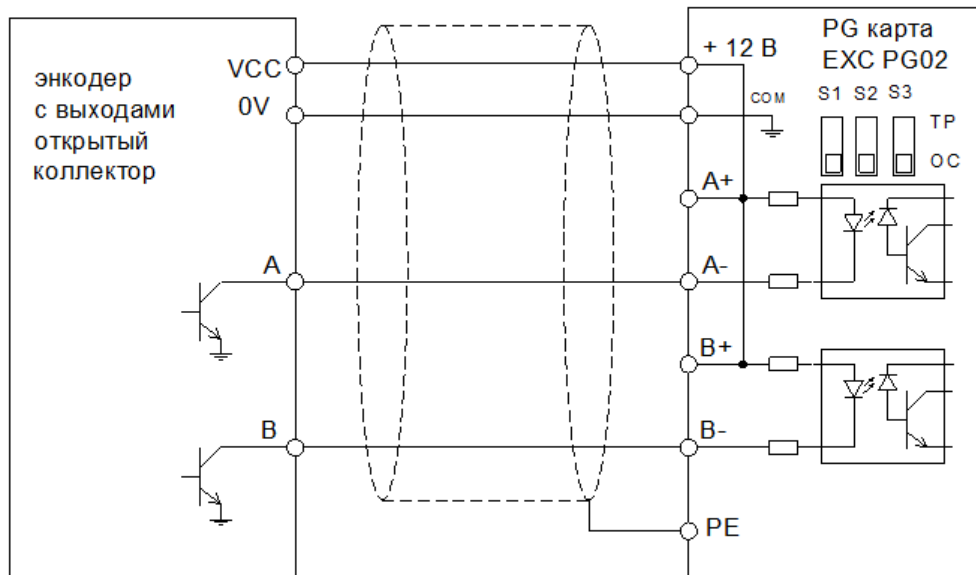 энкодер
с выходами
открытый
коллектор
VCC
0V
A
B
+ 12 В
COM
A+
A-
B+
B-
PE
PG карта
EXC PG02
S1 S2 S3
TP
OC